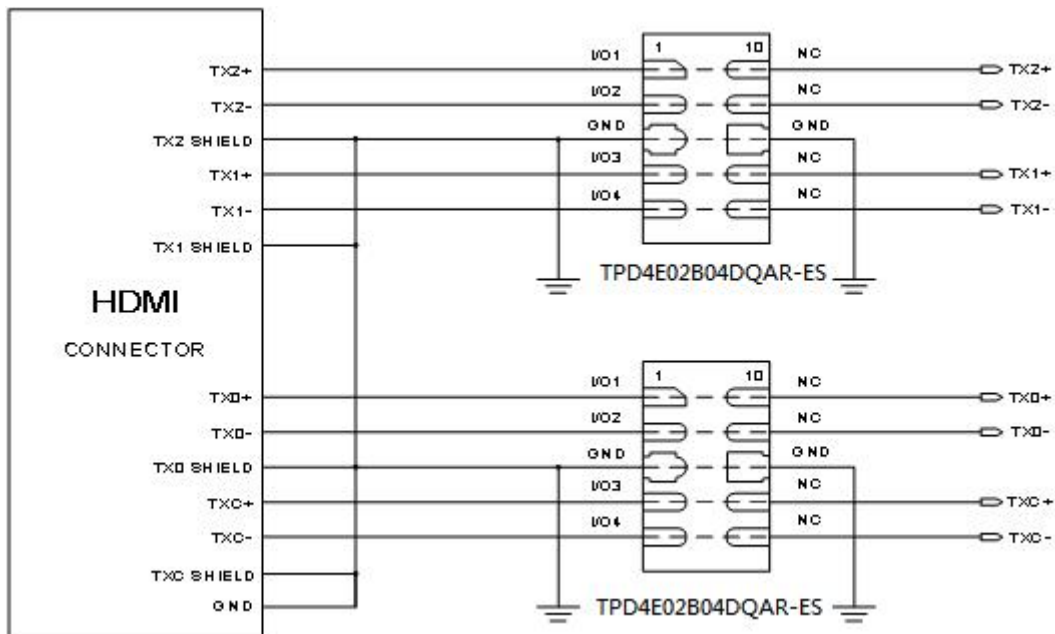 TX2+ I/O1 1 10 NC TX2+
TX2- I/O2 NC TX2-
TX2 SHIELD GND GND
TX1+ I/O3 NC TX1+
TX1- I/O4 NC TX1-
TX1 SHIELD
TPD4E02B04DQAR-ES
HDMI
CONNECTOR
TX0+ I/O1 1 10 NC TX0+
TX0- I/O2 NC TX0-
TX0 SHIELD GND GND
TXC+ I/O3 NC TXC+
TXC- I/O4 NC TXC-
TXC SHIELD
GND
TPD4E02B04DQAR-ES